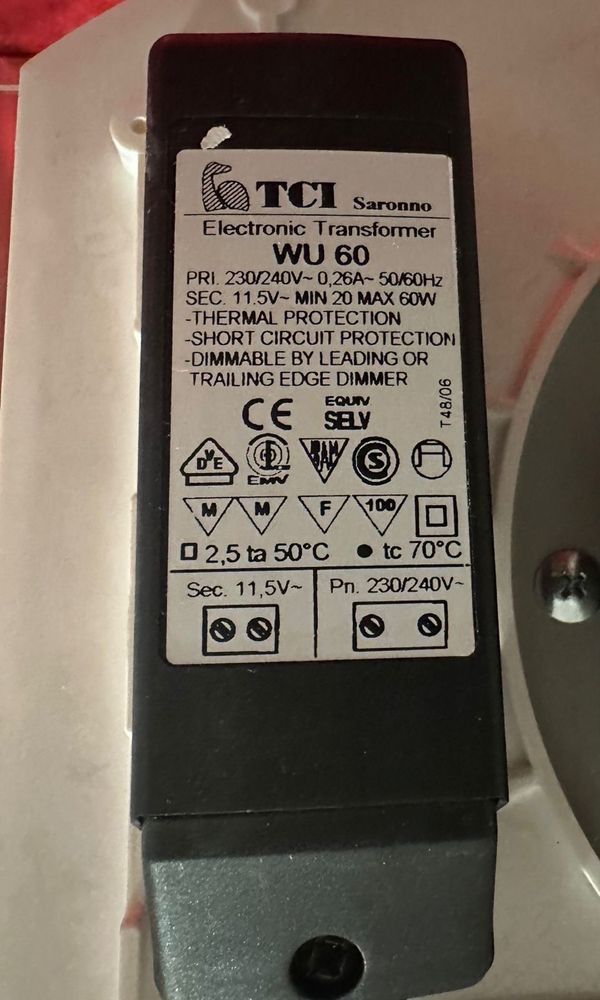 TCI Saronno
Electronic Transformer
WU 60
PRI. 230/240V~ 0,26A~ 50/60Hz
SEC. 11.5V~ MIN 20 MAX 60W
-THERMAL PROTECTION
-SHORT CIRCUIT PROTECTION
-DIMMABLE BY LEADING OR
TRAILING EDGE DIMMER
T48/06
CE EQUIV
SELV
DVE
EMV
S
M M F 100
2,5 ta 50°C tc 70°C
Sec. 11,5V~ Pri. 230/240V~